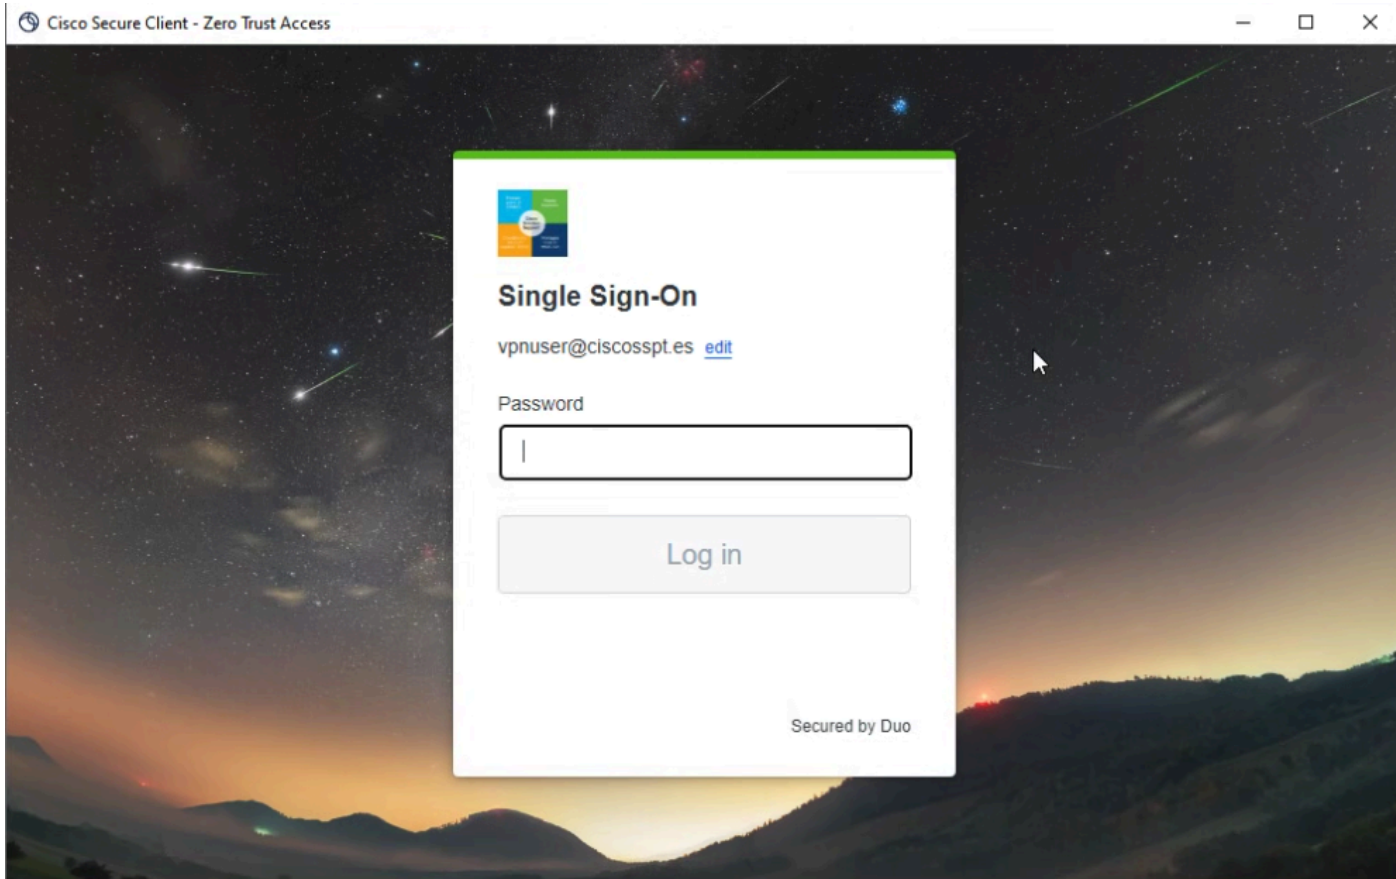 Cisco Secure Client - Zero Trust Access
Single Sign-On
vpnuser@ciscosspt.es edit
Password
Log in
Secured by Duo